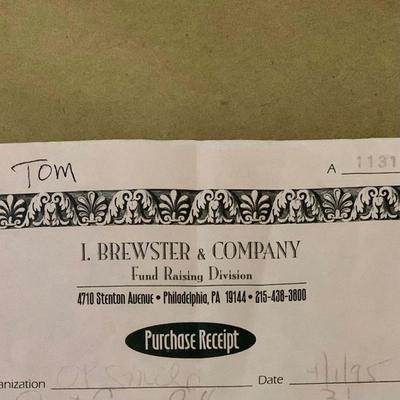 TOM
A 1131
I. BREWSTER & COMPANY
Fund Raising Division
4710 Stenton Avenue • Philadelphia, PA 19144 • 215-438-3800
Purchase Receipt
anization Date 4/1/95